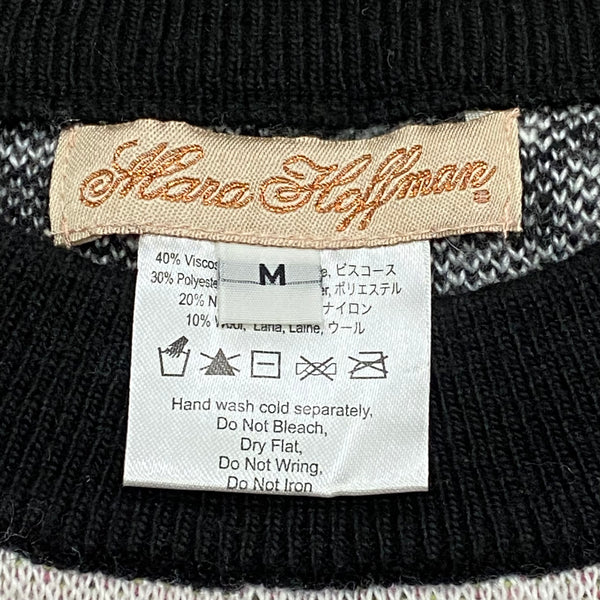 Mara Hoffman
M
40% Viscos e, ビスコース
30% Polyeste r, ポリエステル
20% N ナイロン
10% Wool, Lana, Laine, ウール
Hand wash cold separately,
Do Not Bleach,
Dry Flat,
Do Not Wring,
Do Not Iron